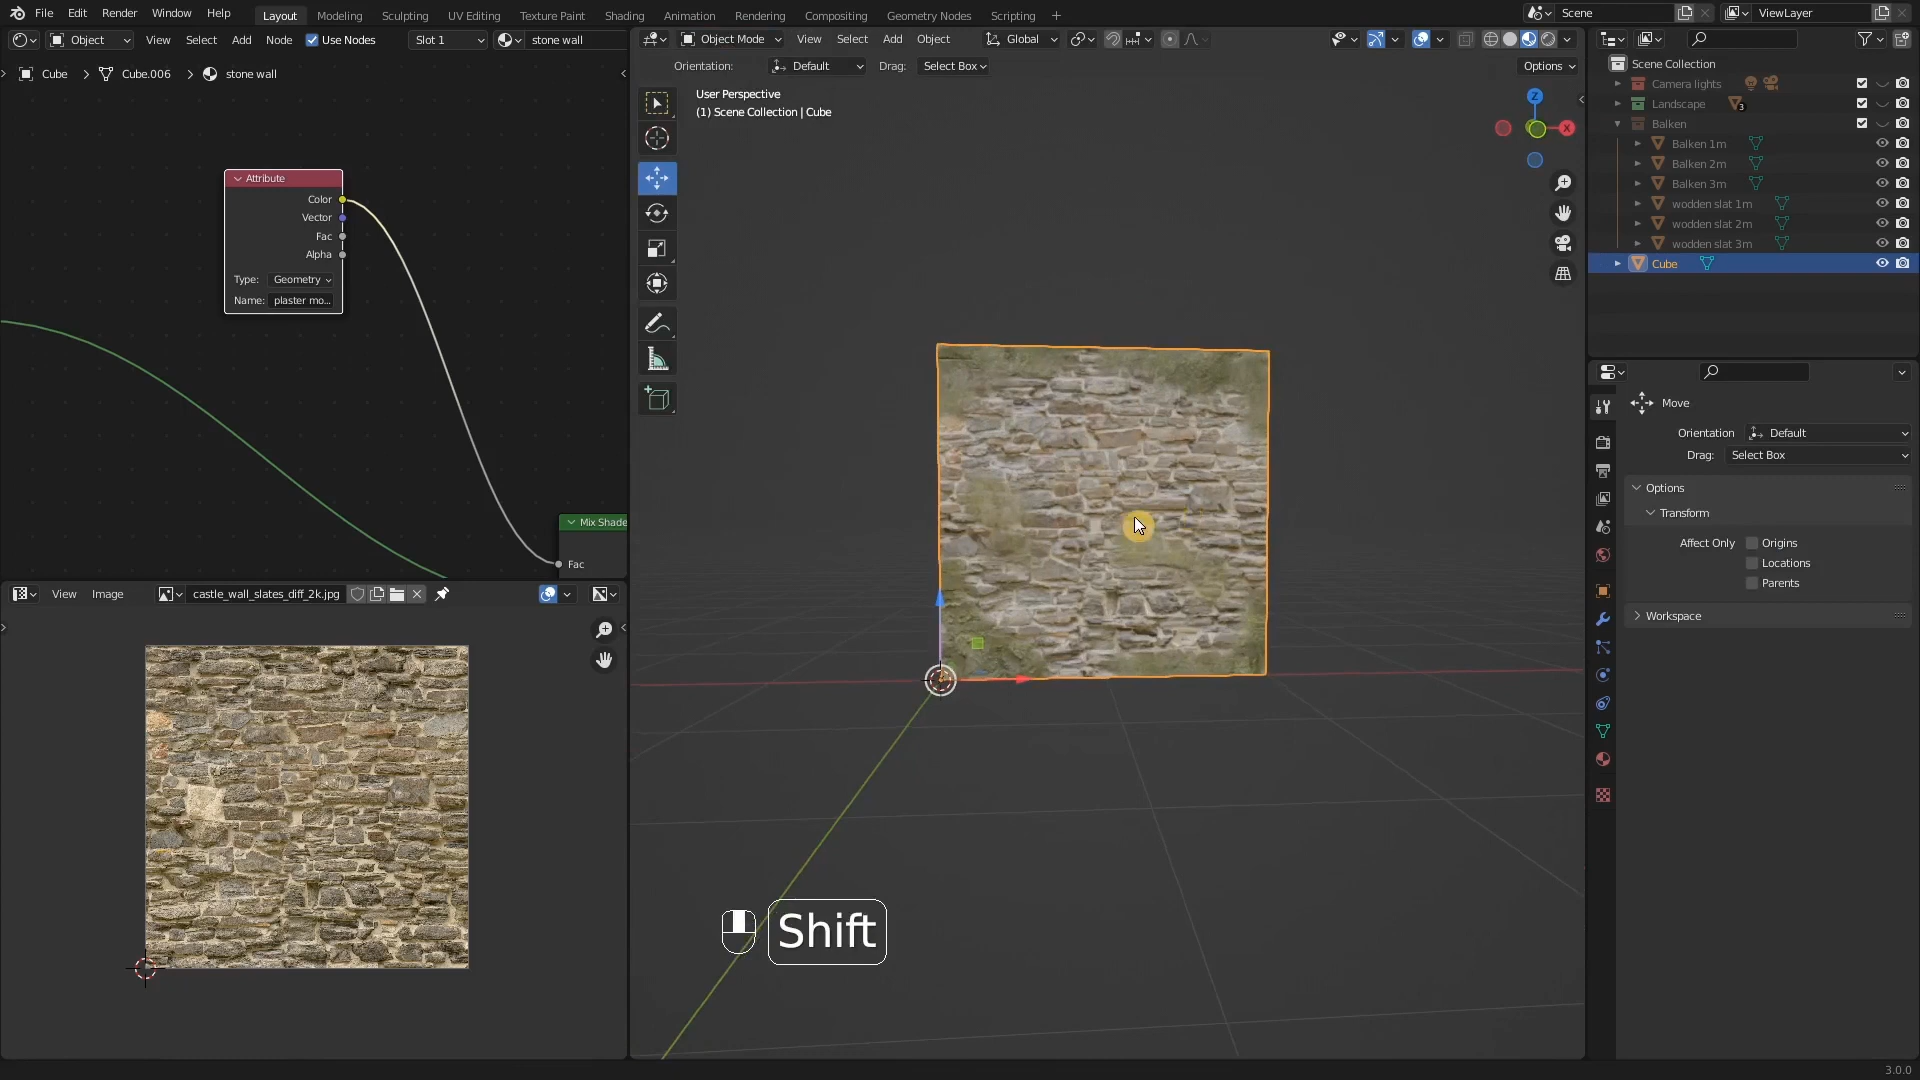 File Edit Render Window Help Layout Modeling Sculpting UV Editing Texture Paint Shading Animation Rendering Compositing Geometry Nodes Scripting + Scene ViewLayer
Object View Select Add Node Use Nodes Slot 1 stone wall
Object Mode View Select Add Object Global
Cube Cube.006 stone wall
Orientation: Default Drag: Select Box Options
User Perspective
(1) Scene Collection | Cube
Z
X
Attribute
Color
Vector
Fac
Alpha
Type: Geometry
Name: plaster mo...
Mix Shade
Fac
View Image castle_wall_slates_diff_2k.jpg
Shift
Scene Collection
Camera lights
Landscape 3
Balken
Balken 1m
Balken 2m
Balken 3m
wooden slat 1m
wooden slat 2m
wooden slat 3m
Cube
Move
Orientation Default
Drag: Select Box
Options
Transform
Affect Only Origins
Locations
Parents
Workspace
3.0.0